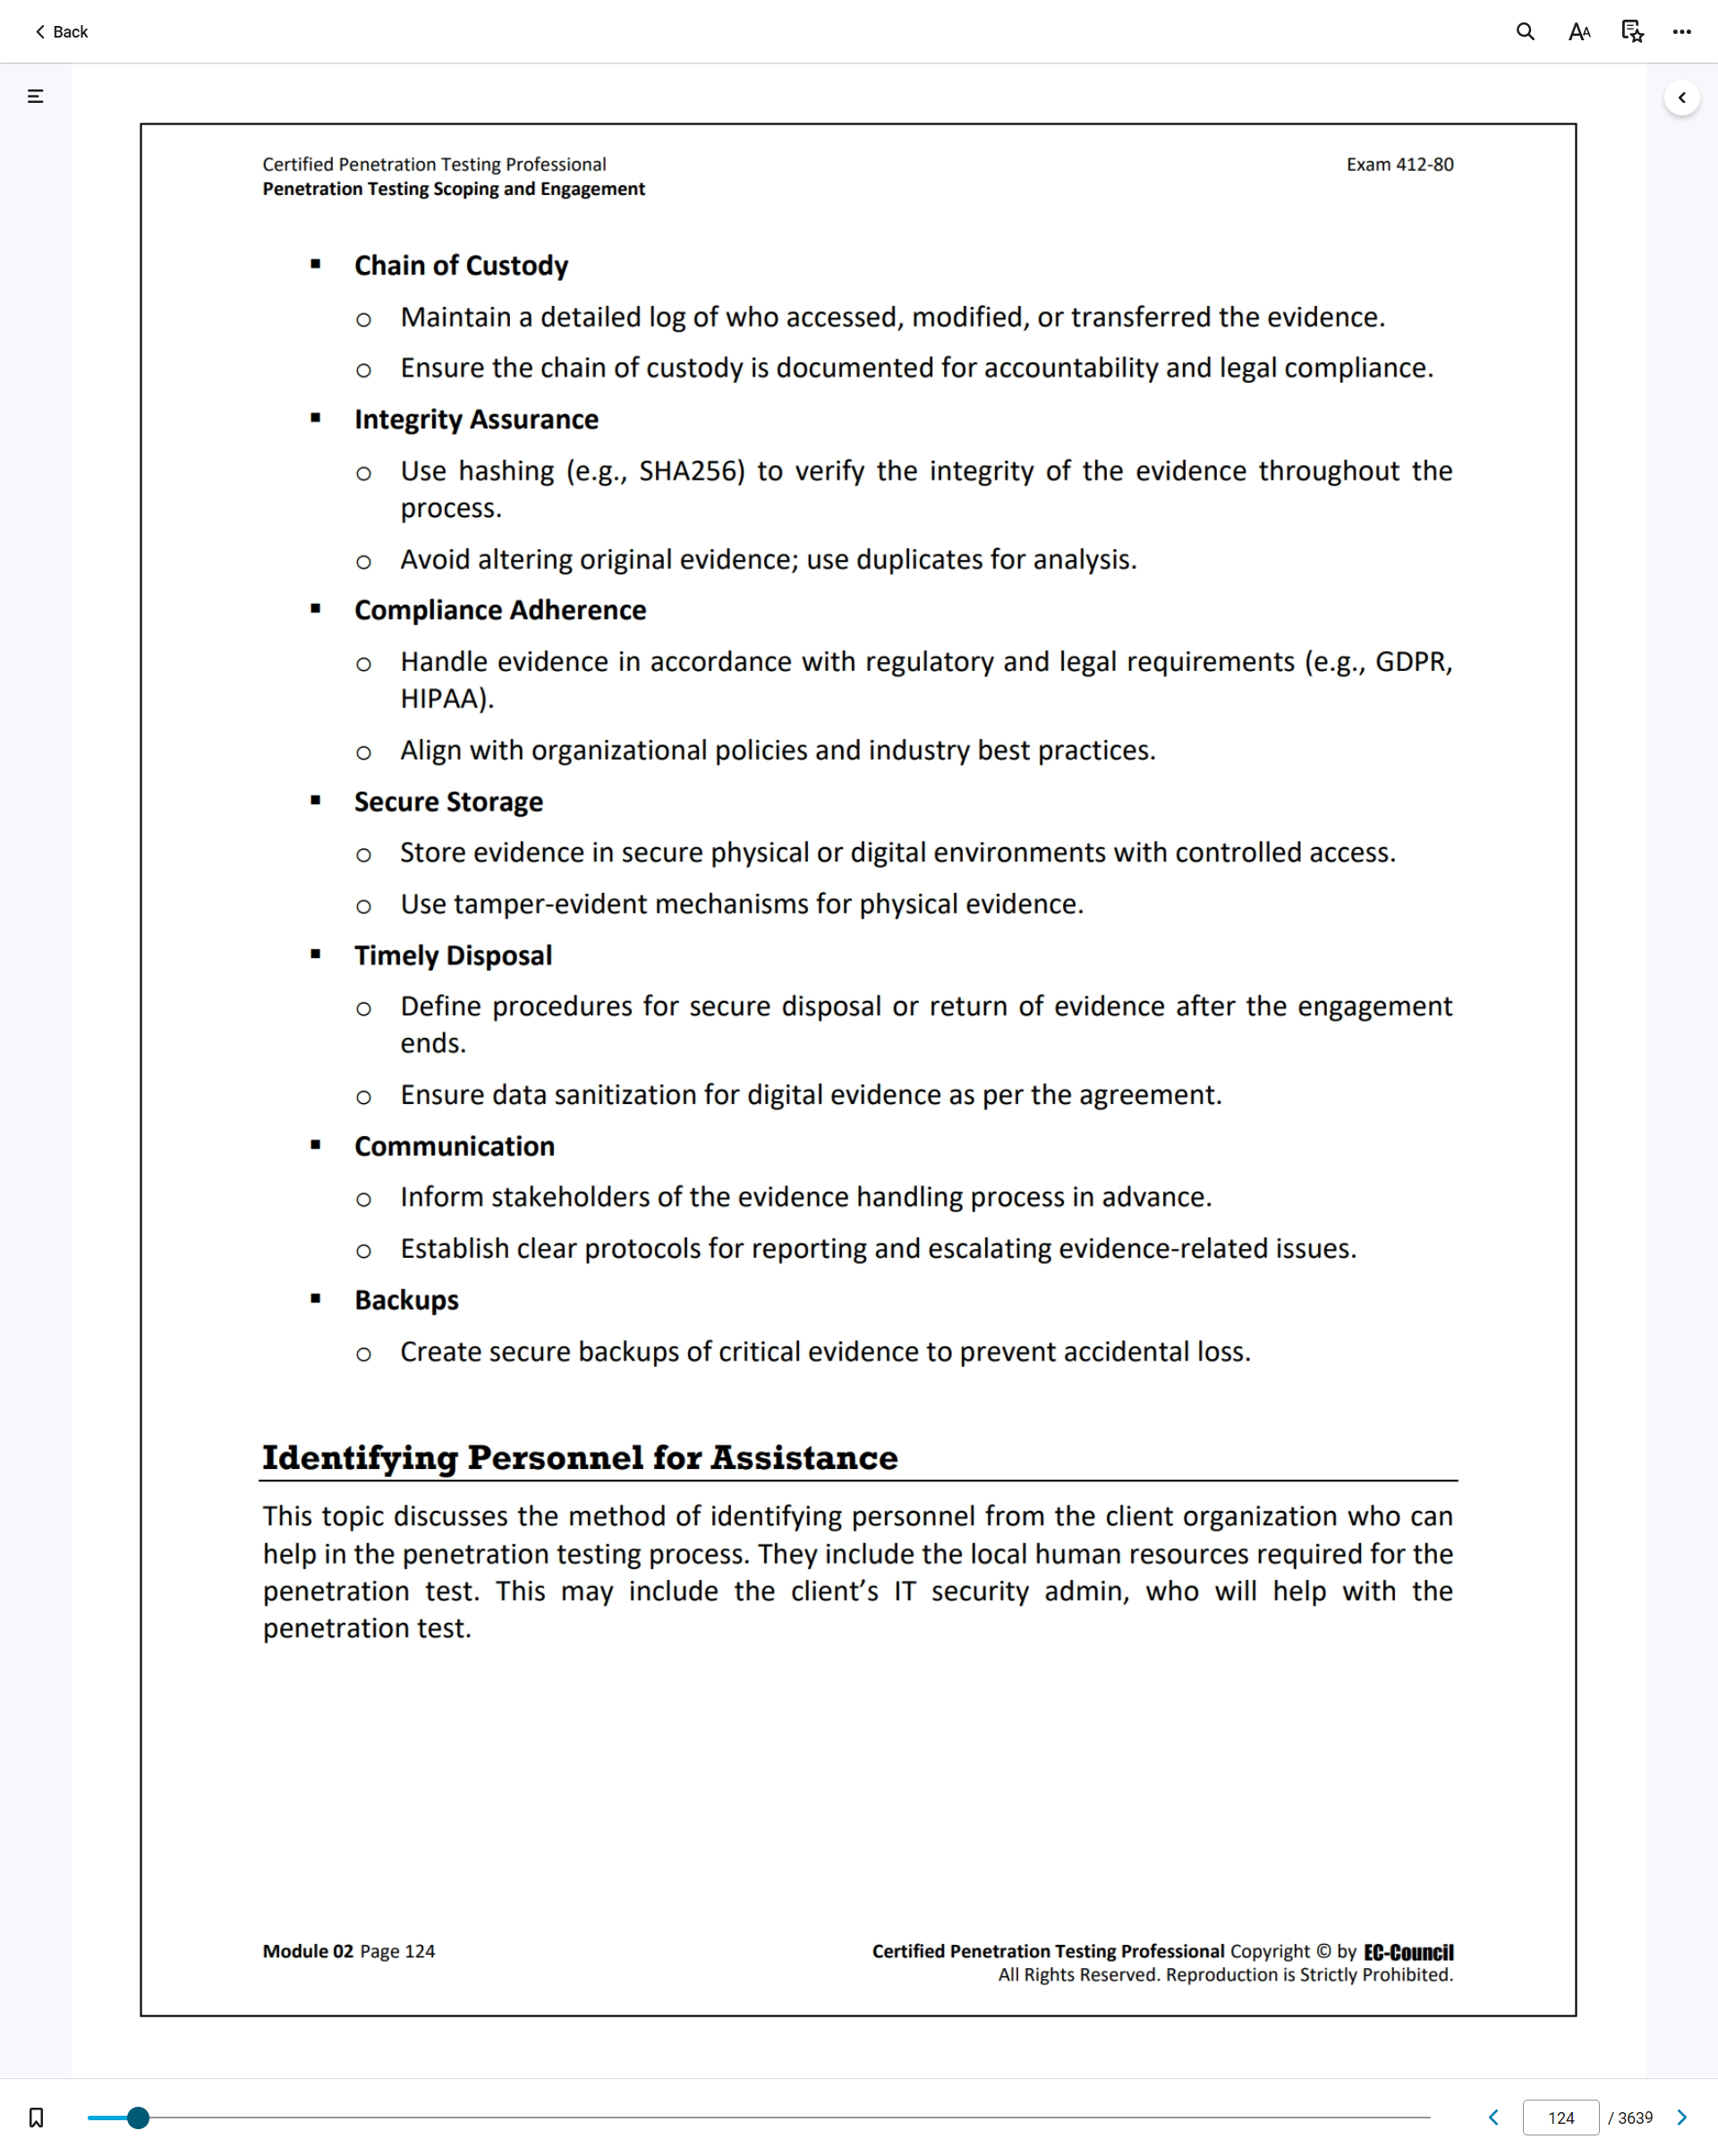 Back
Certified Penetration Testing Professional
Exam 412-80
Penetration Testing Scoping and Engagement
▪ Chain of Custody
o Maintain a detailed log of who accessed, modified, or transferred the evidence.
o Ensure the chain of custody is documented for accountability and legal compliance.
▪ Integrity Assurance
o Use hashing (e.g., SHA256) to verify the integrity of the evidence throughout the
process.
o Avoid altering original evidence; use duplicates for analysis.
▪ Compliance Adherence
o Handle evidence in accordance with regulatory and legal requirements (e.g., GDPR,
HIPAA).
o Align with organizational policies and industry best practices.
▪ Secure Storage
o Store evidence in secure physical or digital environments with controlled access.
o Use tamper-evident mechanisms for physical evidence.
▪ Timely Disposal
o Define procedures for secure disposal or return of evidence after the engagement
ends.
o Ensure data sanitization for digital evidence as per the agreement.
▪ Communication
o Inform stakeholders of the evidence handling process in advance.
o Establish clear protocols for reporting and escalating evidence-related issues.
▪ Backups
o Create secure backups of critical evidence to prevent accidental loss.
Identifying Personnel for Assistance
This topic discusses the method of identifying personnel from the client organization who can
help in the penetration testing process. They include the local human resources required for the
penetration test. This may include the client’s IT security admin, who will help with the
penetration test.
Module 02 Page 124
Certified Penetration Testing Professional Copyright © by EC-Council
All Rights Reserved. Reproduction is Strictly Prohibited.
124 / 3639